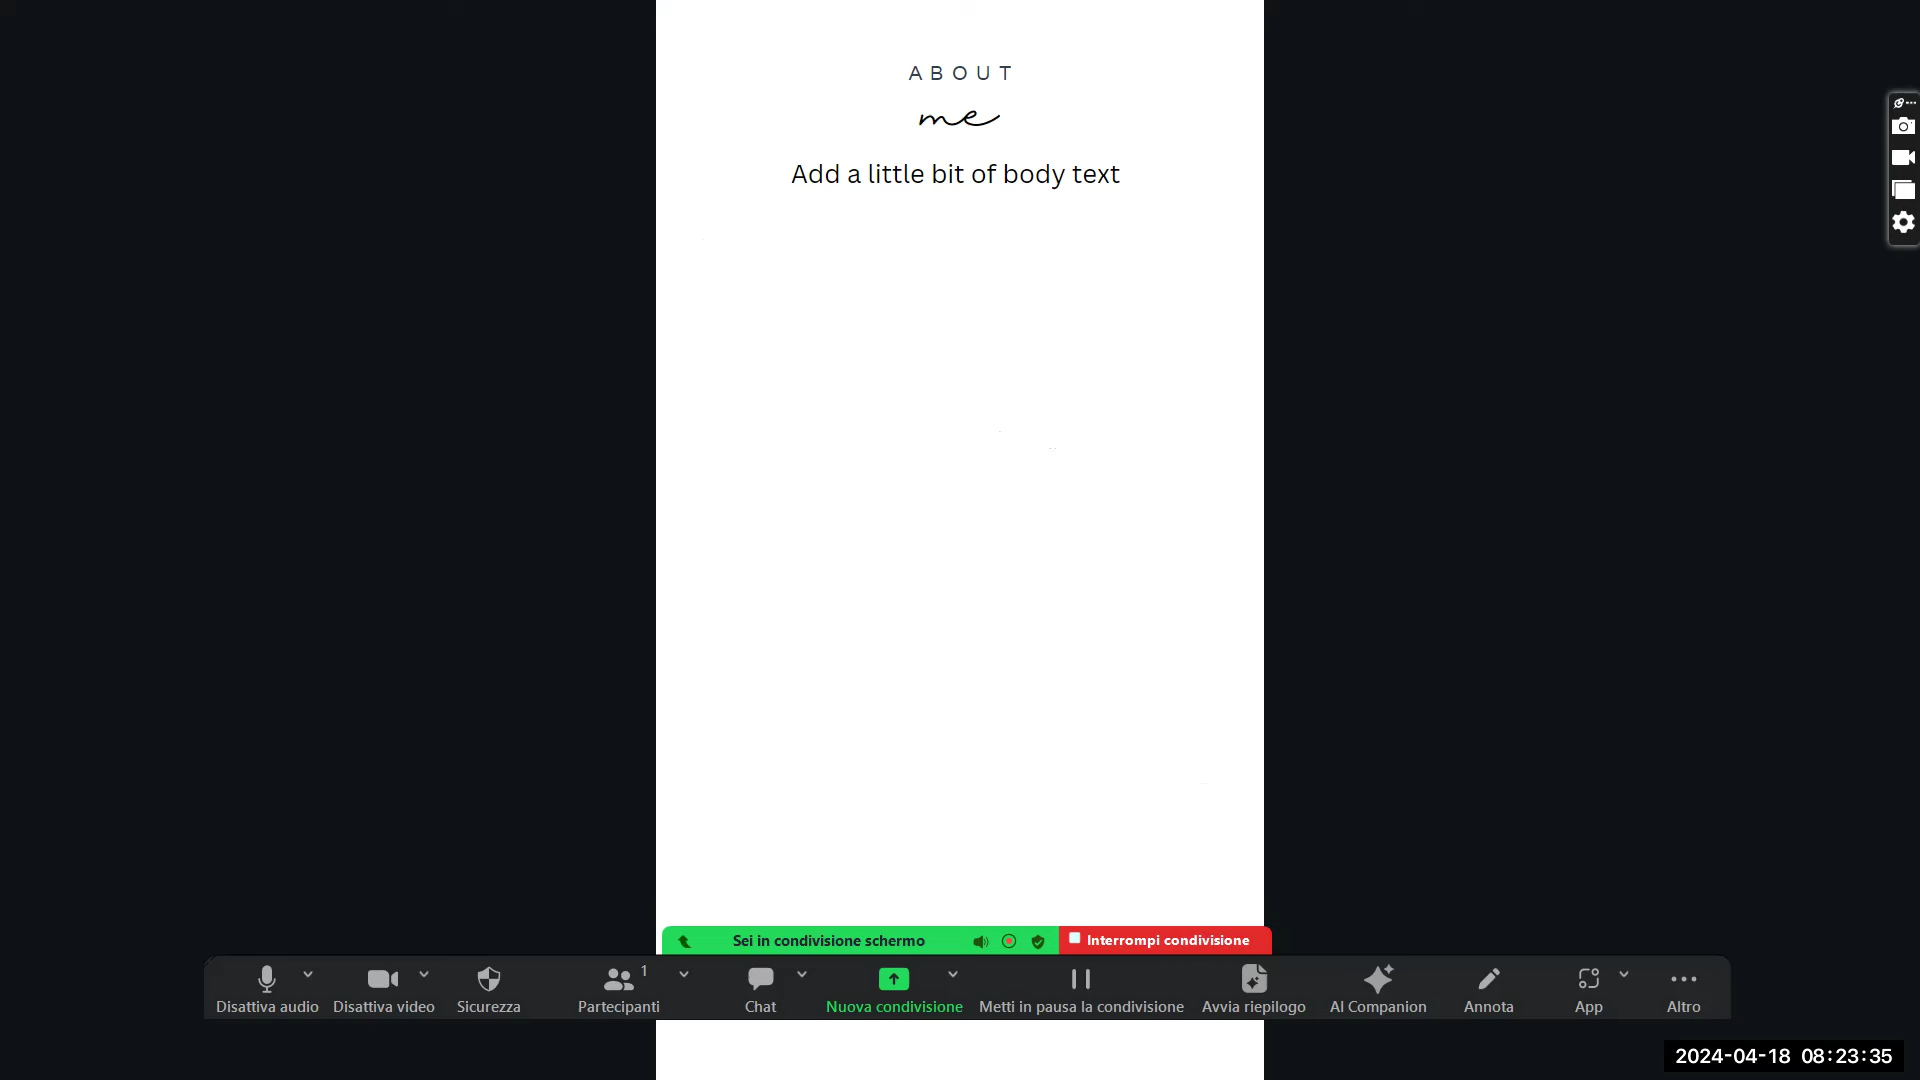 ABOUT
me
Add a little bit of body text
Sei in condivisione schermo
Interrompi condivisione
Disattiva audio
Disattiva video
Sicurezza
1
Partecipanti
Chat
Nuova condivisione
Metti in pausa la condivisione
Avvia riepilogo
AI Companion
Annota
App
Altro
2024-04-18 08:23:35